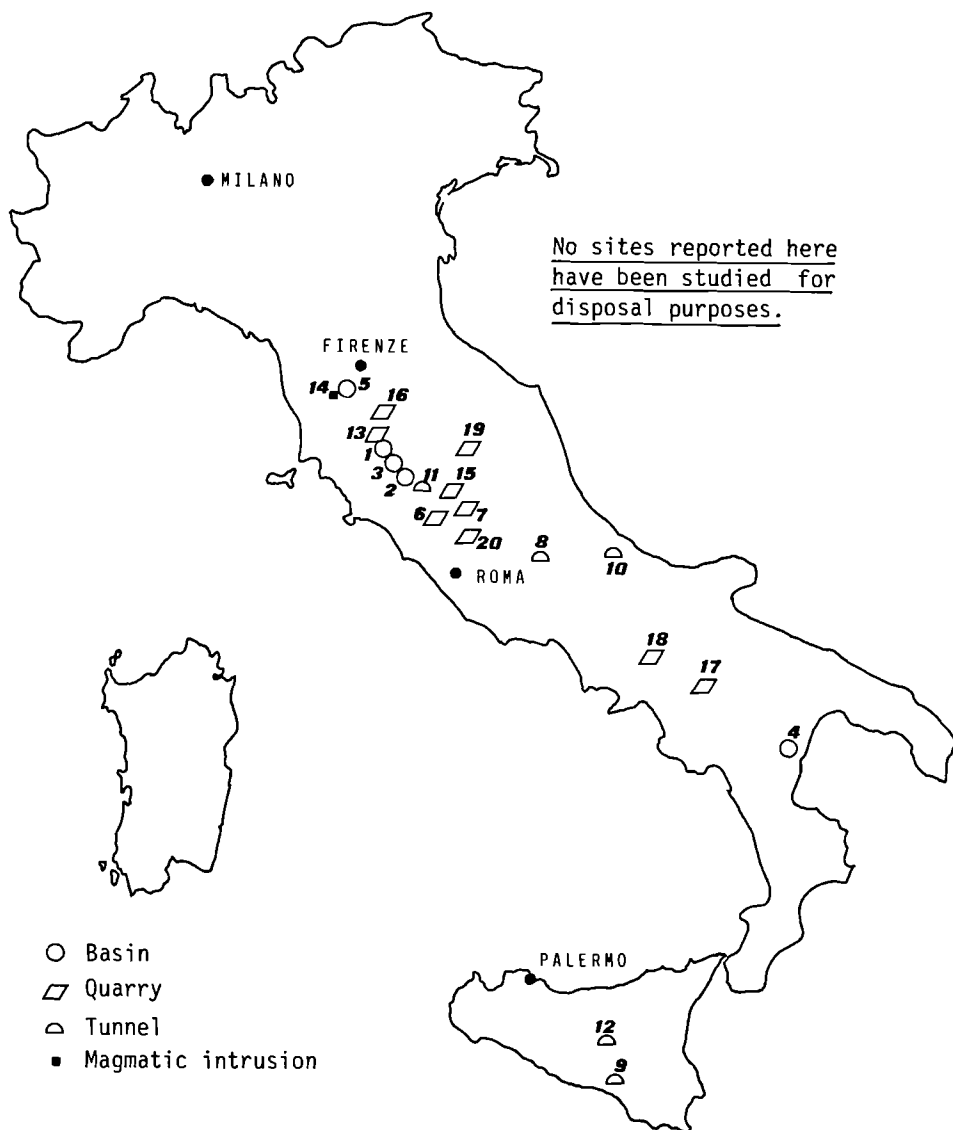 MILANO
No sites reported here
have been studied for
disposal purposes.
FIRENZE
14
5
16
13
19
1
3
11
15
2
6
7
20
8
10
ROMA
18
17
4
PALERMO
12
9
Basin
Quarry
Tunnel
Magmatic intrusion